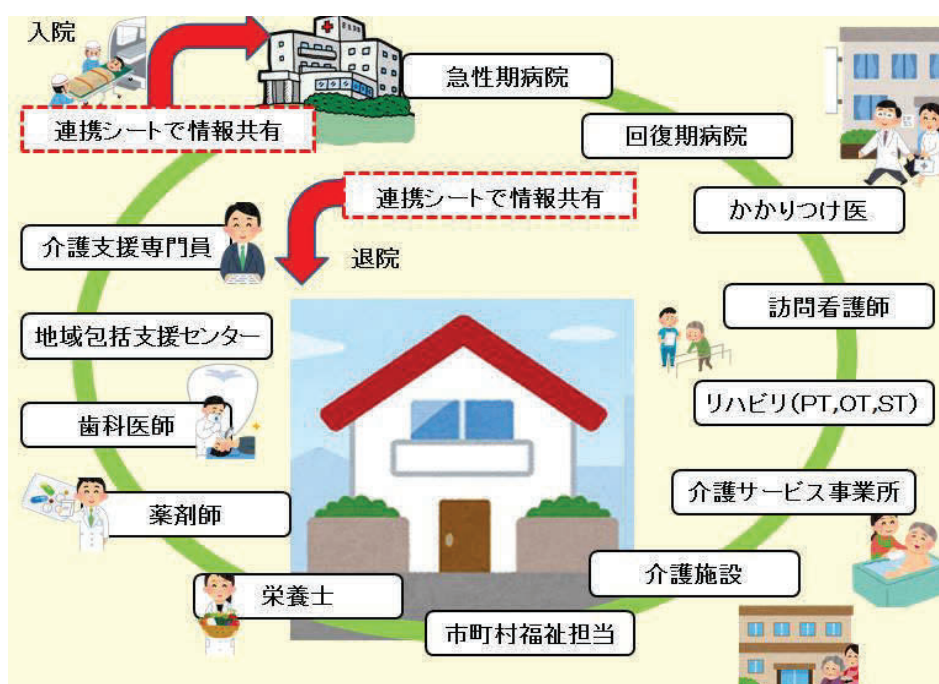 入院
急性期病院
連携シートで情報共有
回復期病院
連携シートで情報共有
かかりつけ医
介護支援専門員
退院
訪問看護師
地域包括支援センター
リハビリ(PT,OT,ST)
歯科医師
介護サービス事業所
薬剤師
介護施設
栄養士
市町村福祉担当